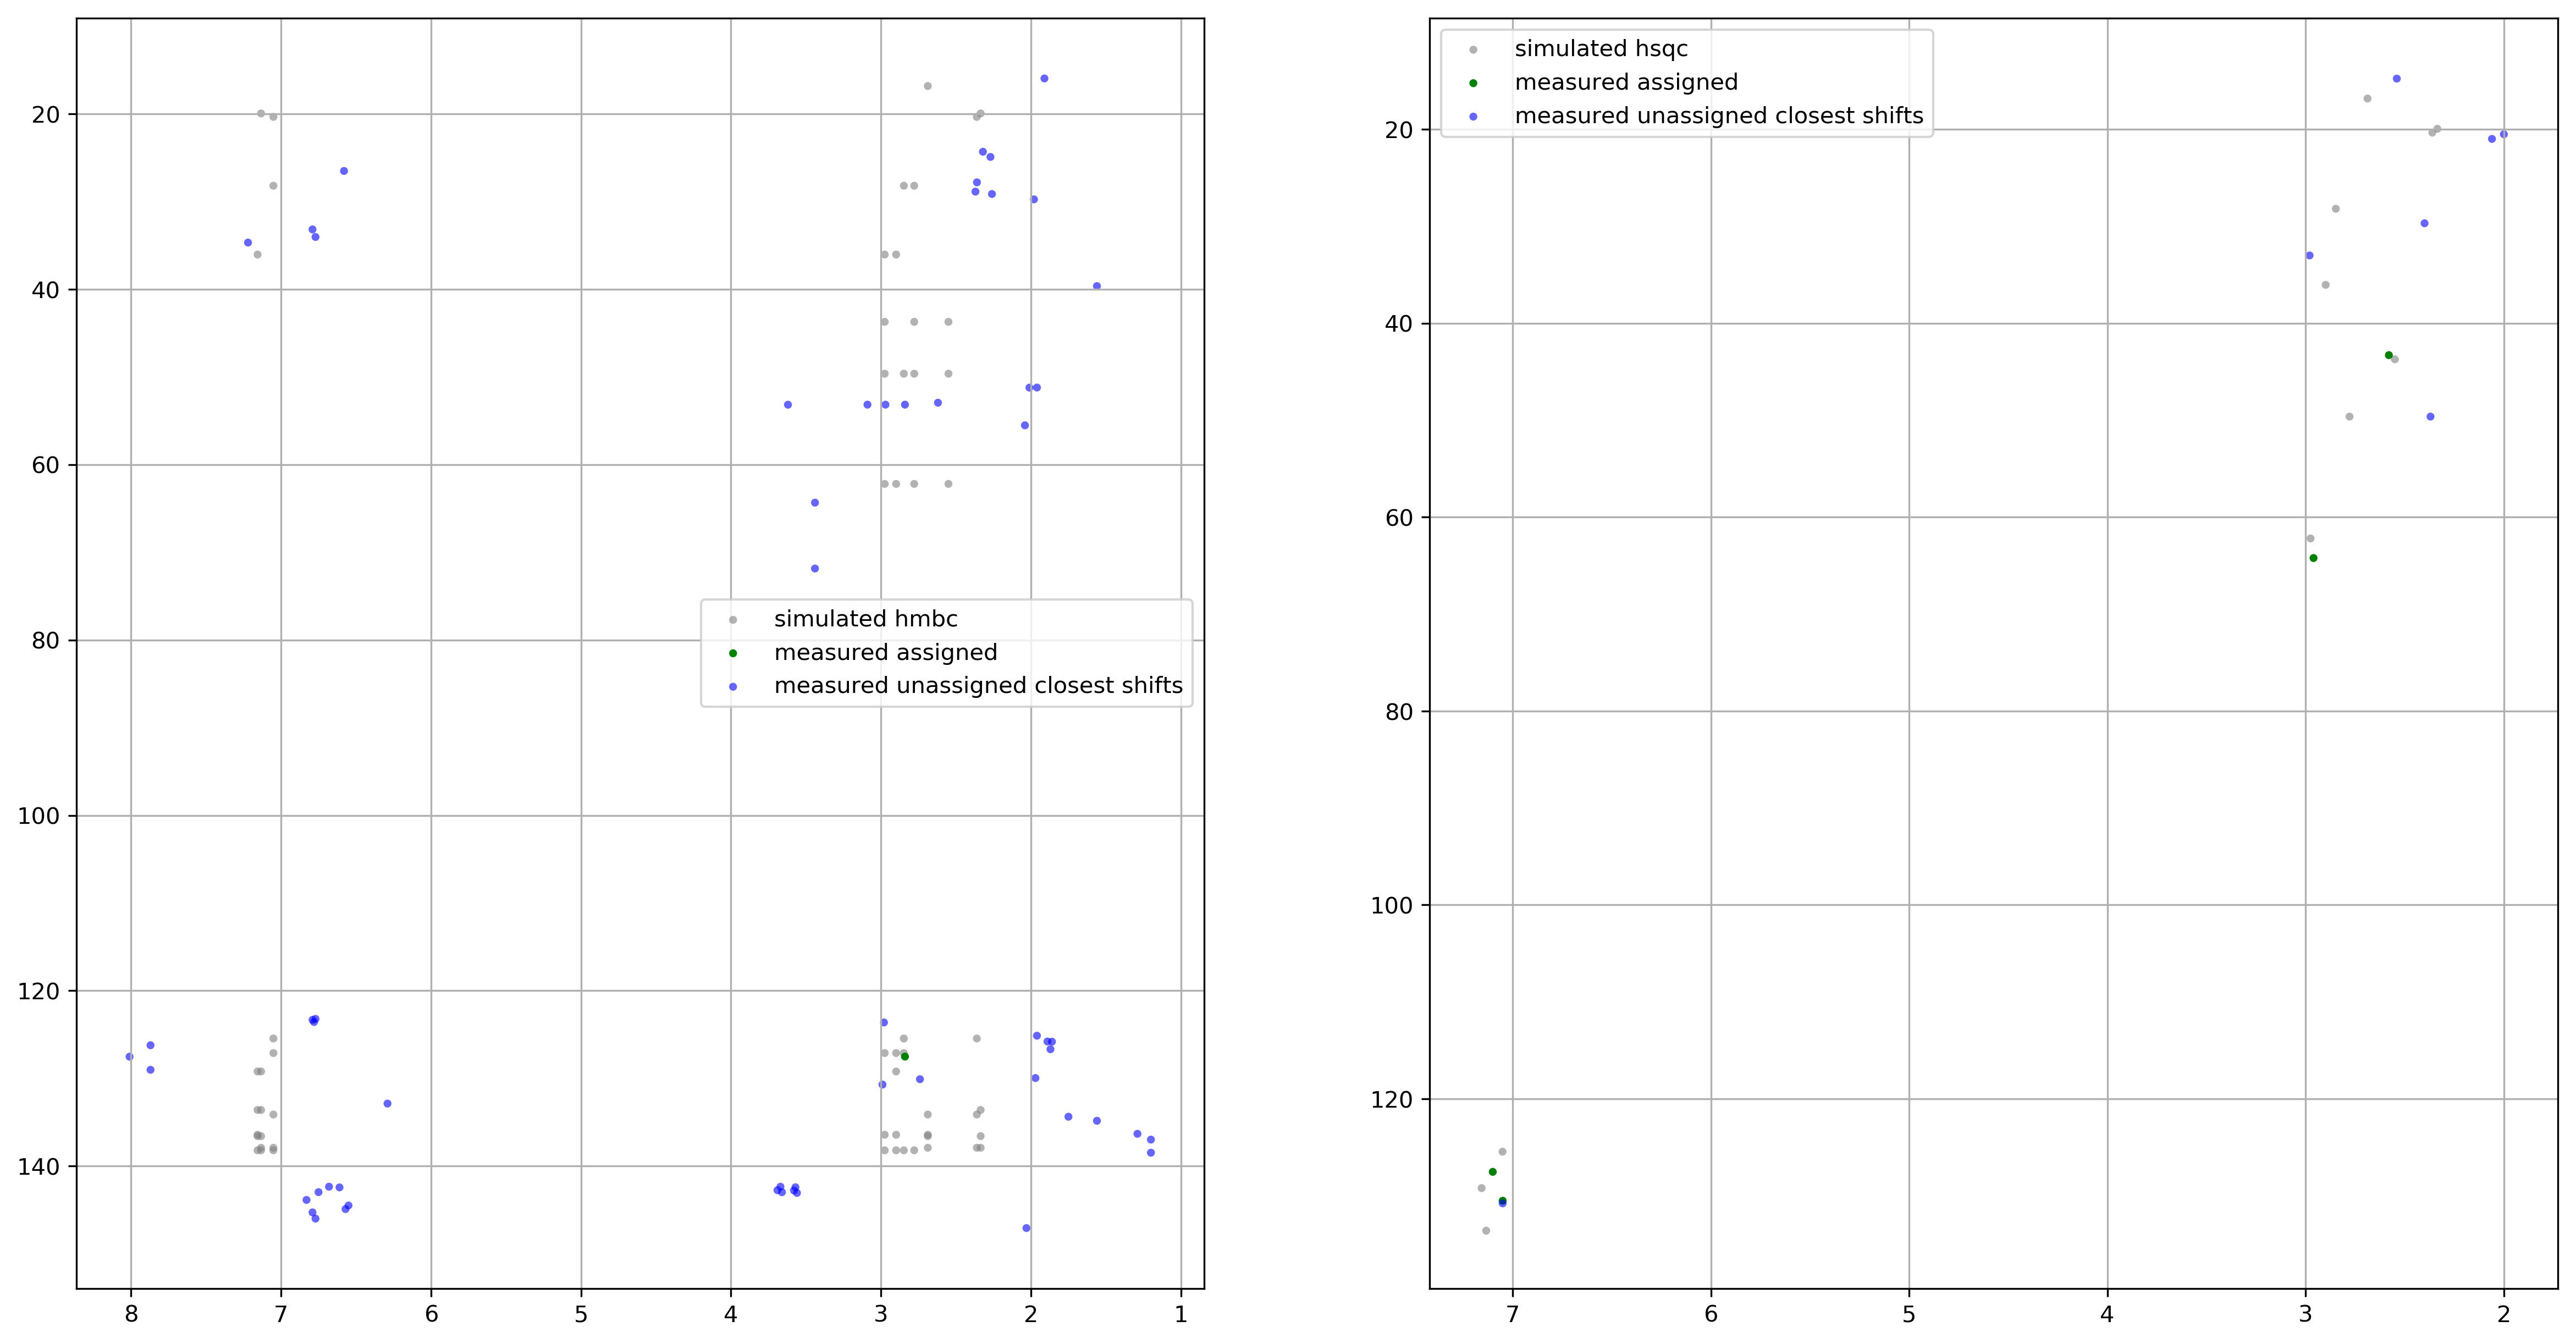 20
40
60
80
100
120
140
8 7 6 5 4 3 2 1
simulated hmbc
measured assigned
measured unassigned closest shifts
20
40
60
80
100
120
7 6 5 4 3 2
simulated hsqc
measured assigned
measured unassigned closest shifts